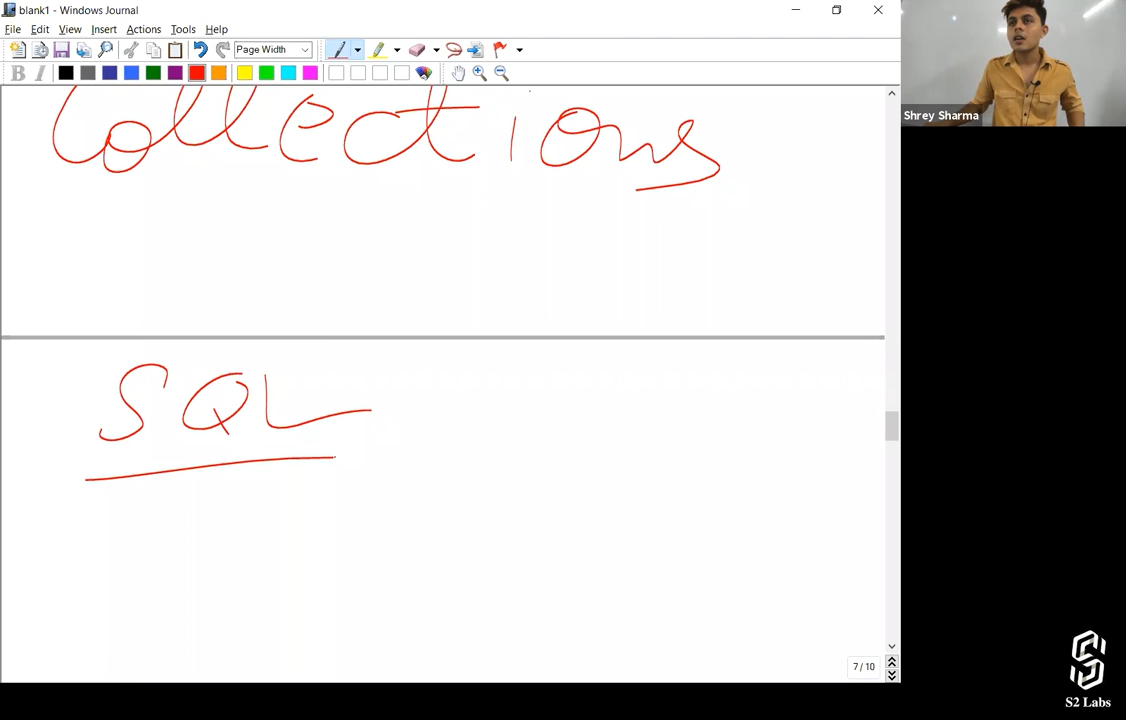 blank1 - Windows Journal
File Edit View Insert Actions Tools Help
Page Width
B I
Collections
SQL
7 / 10
Shrey Sharma
S2 Labs